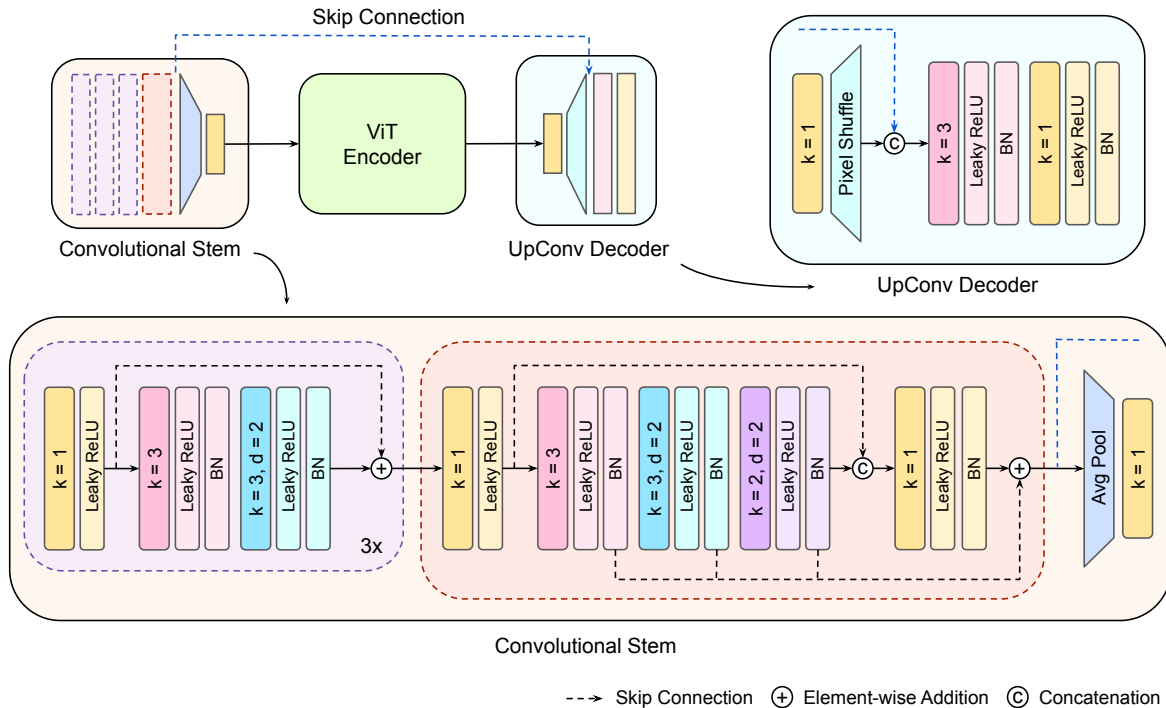 Skip Connection
ViT
Encoder
Convolutional Stem
UpConv Decoder
k = 1
Pixel Shuffle
C
k = 3
Leaky ReLU
BN
k = 1
Leaky ReLU
BN
UpConv Decoder
k = 1
Leaky ReLU
k = 3
Leaky ReLU
BN
k = 3, d = 2
Leaky ReLU
BN
+
3x
k = 1
Leaky ReLU
k = 3
Leaky ReLU
BN
k = 3, d = 2
Leaky ReLU
BN
k = 2, d = 2
Leaky ReLU
BN
C
k = 1
Leaky ReLU
BN
+
Avg Pool
k = 1
Convolutional Stem
Skip Connection + Element-wise Addition C Concatenation